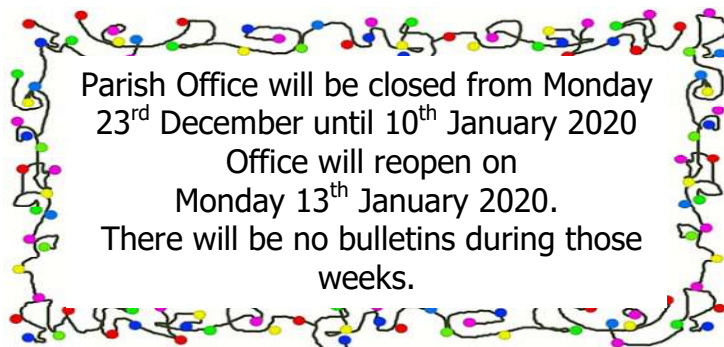 Parish Office will be closed from Monday
23rd December until 10th January 2020
Office will reopen on
Monday 13th January 2020.
There will be no bulletins during those
weeks.